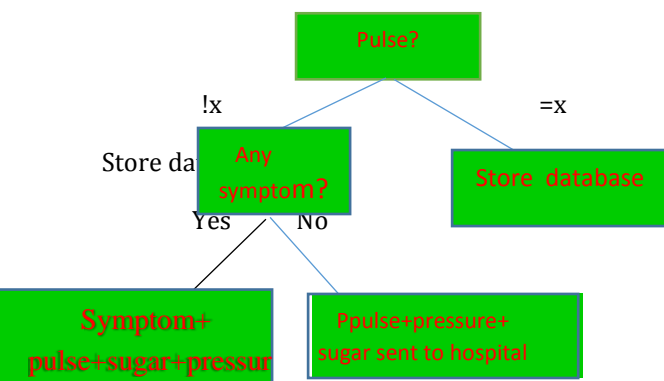 Pulse?
!x
=x
Store da
Any
symptom?
Store database
Yes No
Symptom+
pulse+sugar+pressur
Ppulse+pressure+
sugar sent to hospital